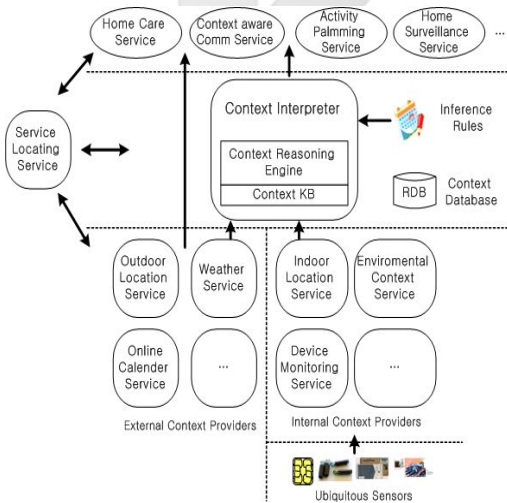 Home Care
Service
Context aware
Comm Service
Activity
Palmming
Service
Home
Surveillance
Service
...
Service
Locating
Service
Context Interpreter
Context Reasoning
Engine
Context KB
Inference
Rules
RDB
Context
Database
Outdoor
Location
Service
Weather
Service
Indoor
Location
Service
Enviromental
Context
Service
Online
Calender
Service
...
Device
Monitoring
Service
...
External Context Providers
Internal Context Providers
Ubiquitous Sensors